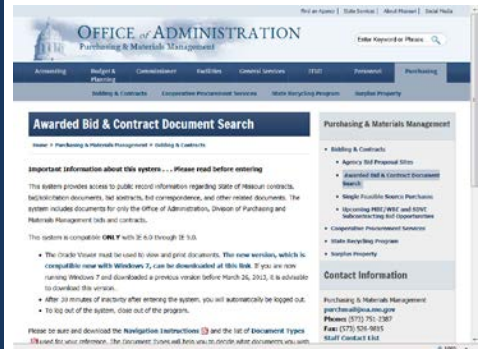 Find an Agency | State Services | About Missouri | Social Media
OFFICE of ADMINISTRATION
Purchasing & Materials Management
Enter Keyword or Phrase
Accounting
Budget & Planning
Commissioner
Facilities
General Services
ITSD
Personnel
Purchasing
Bidding & Contracts
Cooperative Procurement Services
State Recycling Program
Surplus Property
Awarded Bid & Contract Document Search
Home > Purchasing & Materials Management > Bidding & Contracts
Important Information about this system . . . Please read before entering
This system provides access to public record information regarding State of Missouri contracts,
bid/solicitation documents, bid abstracts, bid correspondence, and other related documents. The
system includes documents for only the Office of Administration, Division of Purchasing and
Materials Management bids and contracts.
This system is compatible ONLY with IE 6.0 through IE 9.0.
• The Oracle Viewer must be used to view and print documents. The new version, which is
compatible now with Windows 7, can be downloaded at this link. If you are now
running Windows 7 and downloaded a previous version before March 26, 2013, it is advisable
to download this version.
• After 30 minutes of inactivity after entering the system, you will automatically be logged out.
• To log out of the system, close out of the program.
Please be sure and download the Navigation Instructions and the list of Document Types
used for your reference. The Document Types will help you to decide what documents you wish
Purchasing & Materials Management
• Bidding & Contracts
• Agency Bid Proposal Sites
• Awarded Bid & Contract Document
Search
• Single Feasible Source Purchases
• Upcoming MBE/WBE and SDVE
Subcontracting Bid Opportunities
• Cooperative Procurement Services
• State Recycling Program
• Surplus Property
Contact Information
Purchasing & Materials Management
purchmail@oa.mo.gov
Phone: (573) 751-2387
Fax: (573) 526-9815
Staff Contact List